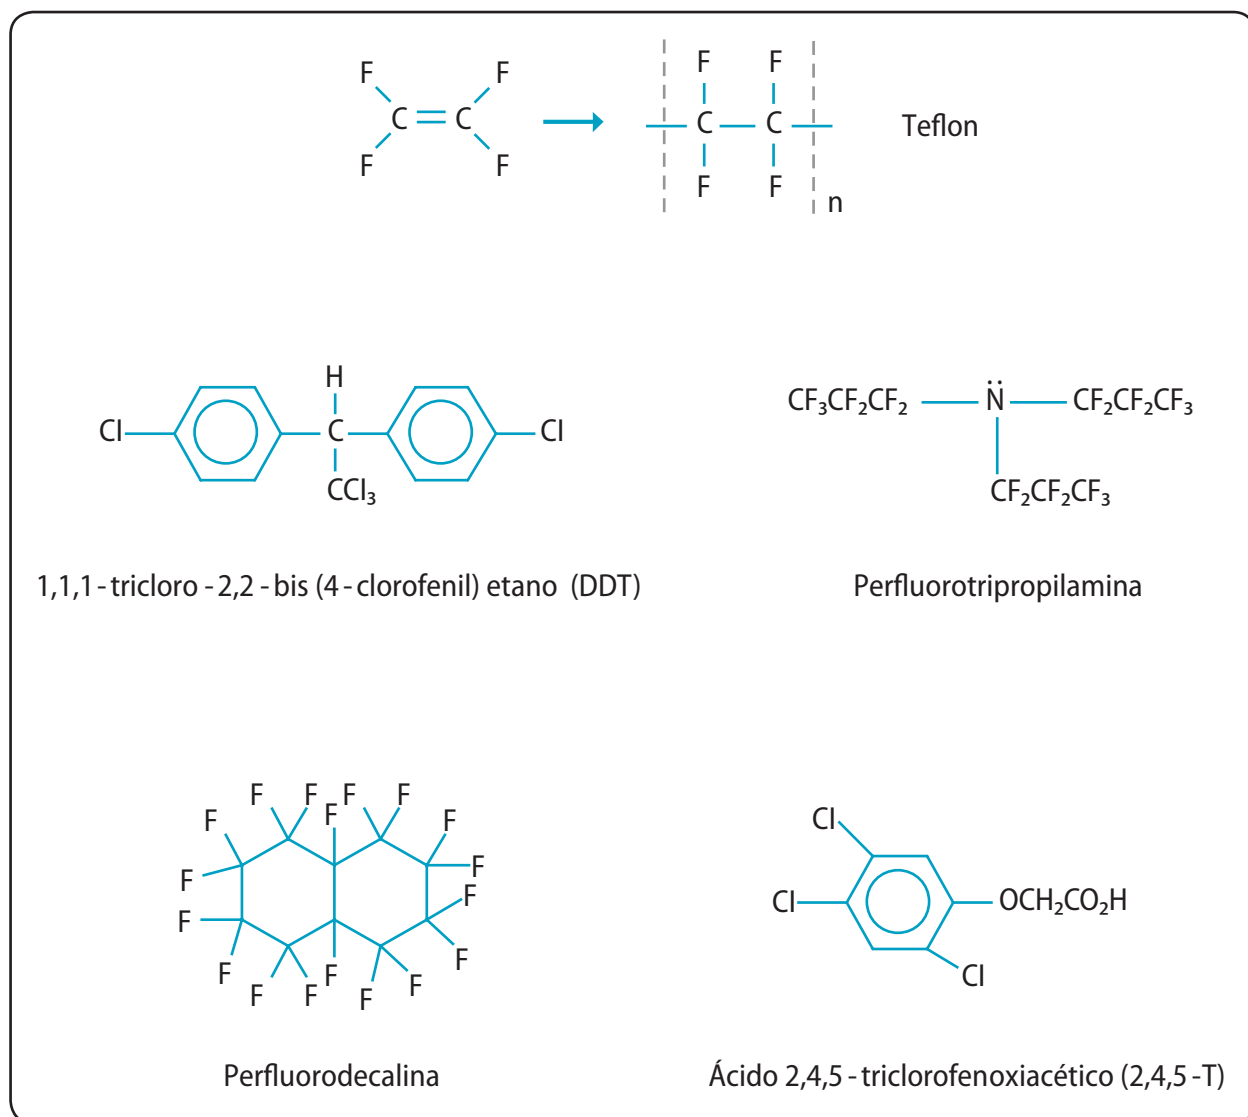 F F F F
C C C C Teflon
F F F F
n
H
Cl C Cl
CCl₃
CF₃CF₂CF₂ N̈ CF₂CF₂CF₃
CF₂CF₂CF₃
1,1,1 - tricloro - 2,2 - bis (4 - clorofenil) etano (DDT)
Perfluorotripropilamina
F F F F F
F F
F F
F F
F F
F F F F F
Perfluorodecalina
Cl
Cl OCH₂CO₂H
Cl
Ácido 2,4,5 - triclorofenoxiacético (2,4,5 - T)